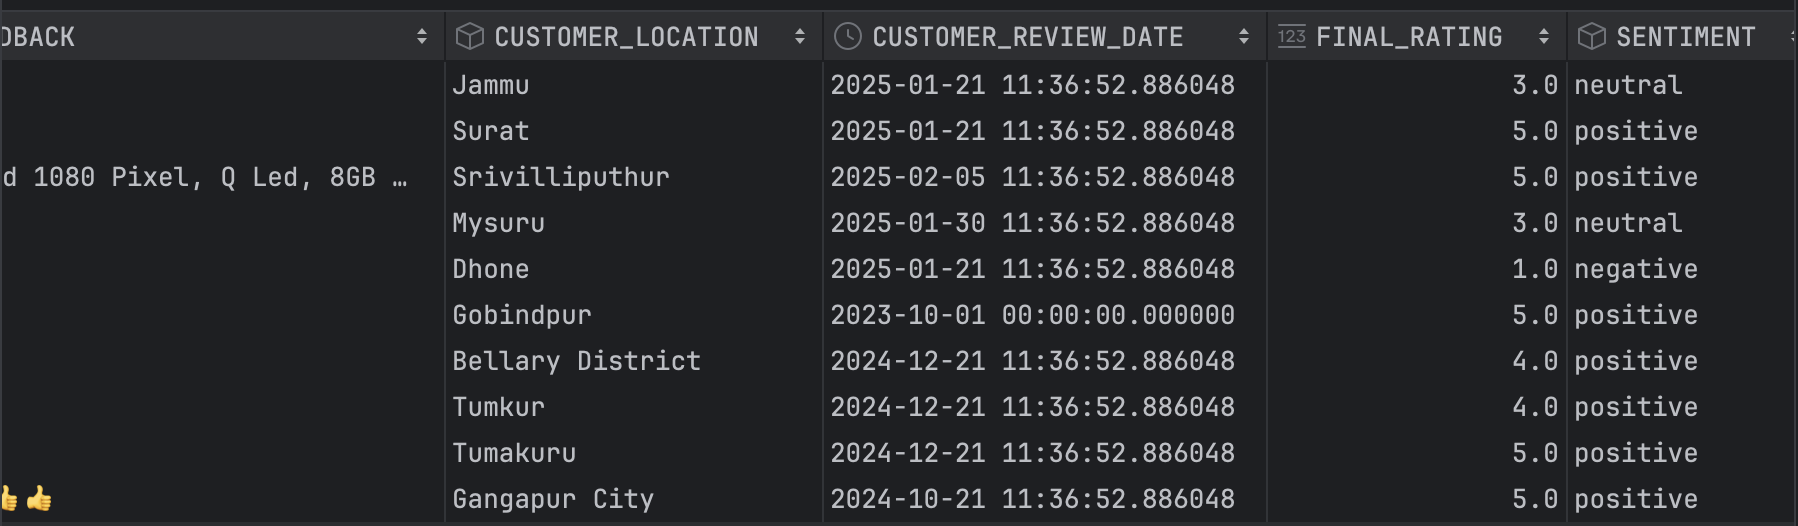 DBACK CUSTOMER_LOCATION CUSTOMER_REVIEW_DATE 123 FINAL_RATING SENTIMENT
Jammu 2025-01-21 11:36:52.886048 3.0 neutral
Surat 2025-01-21 11:36:52.886048 5.0 positive
d 1080 Pixel, Q Led, 8GB … Srivilliputhur 2025-02-05 11:36:52.886048 5.0 positive
Mysuru 2025-01-30 11:36:52.886048 3.0 neutral
Dhone 2025-01-21 11:36:52.886048 1.0 negative
Gobindpur 2023-10-01 00:00:00.000000 5.0 positive
Bellary District 2024-12-21 11:36:52.886048 4.0 positive
Tumkur 2024-12-21 11:36:52.886048 4.0 positive
Tumakuru 2024-12-21 11:36:52.886048 5.0 positive
👍👍 Gangapur City 2024-10-21 11:36:52.886048 5.0 positive